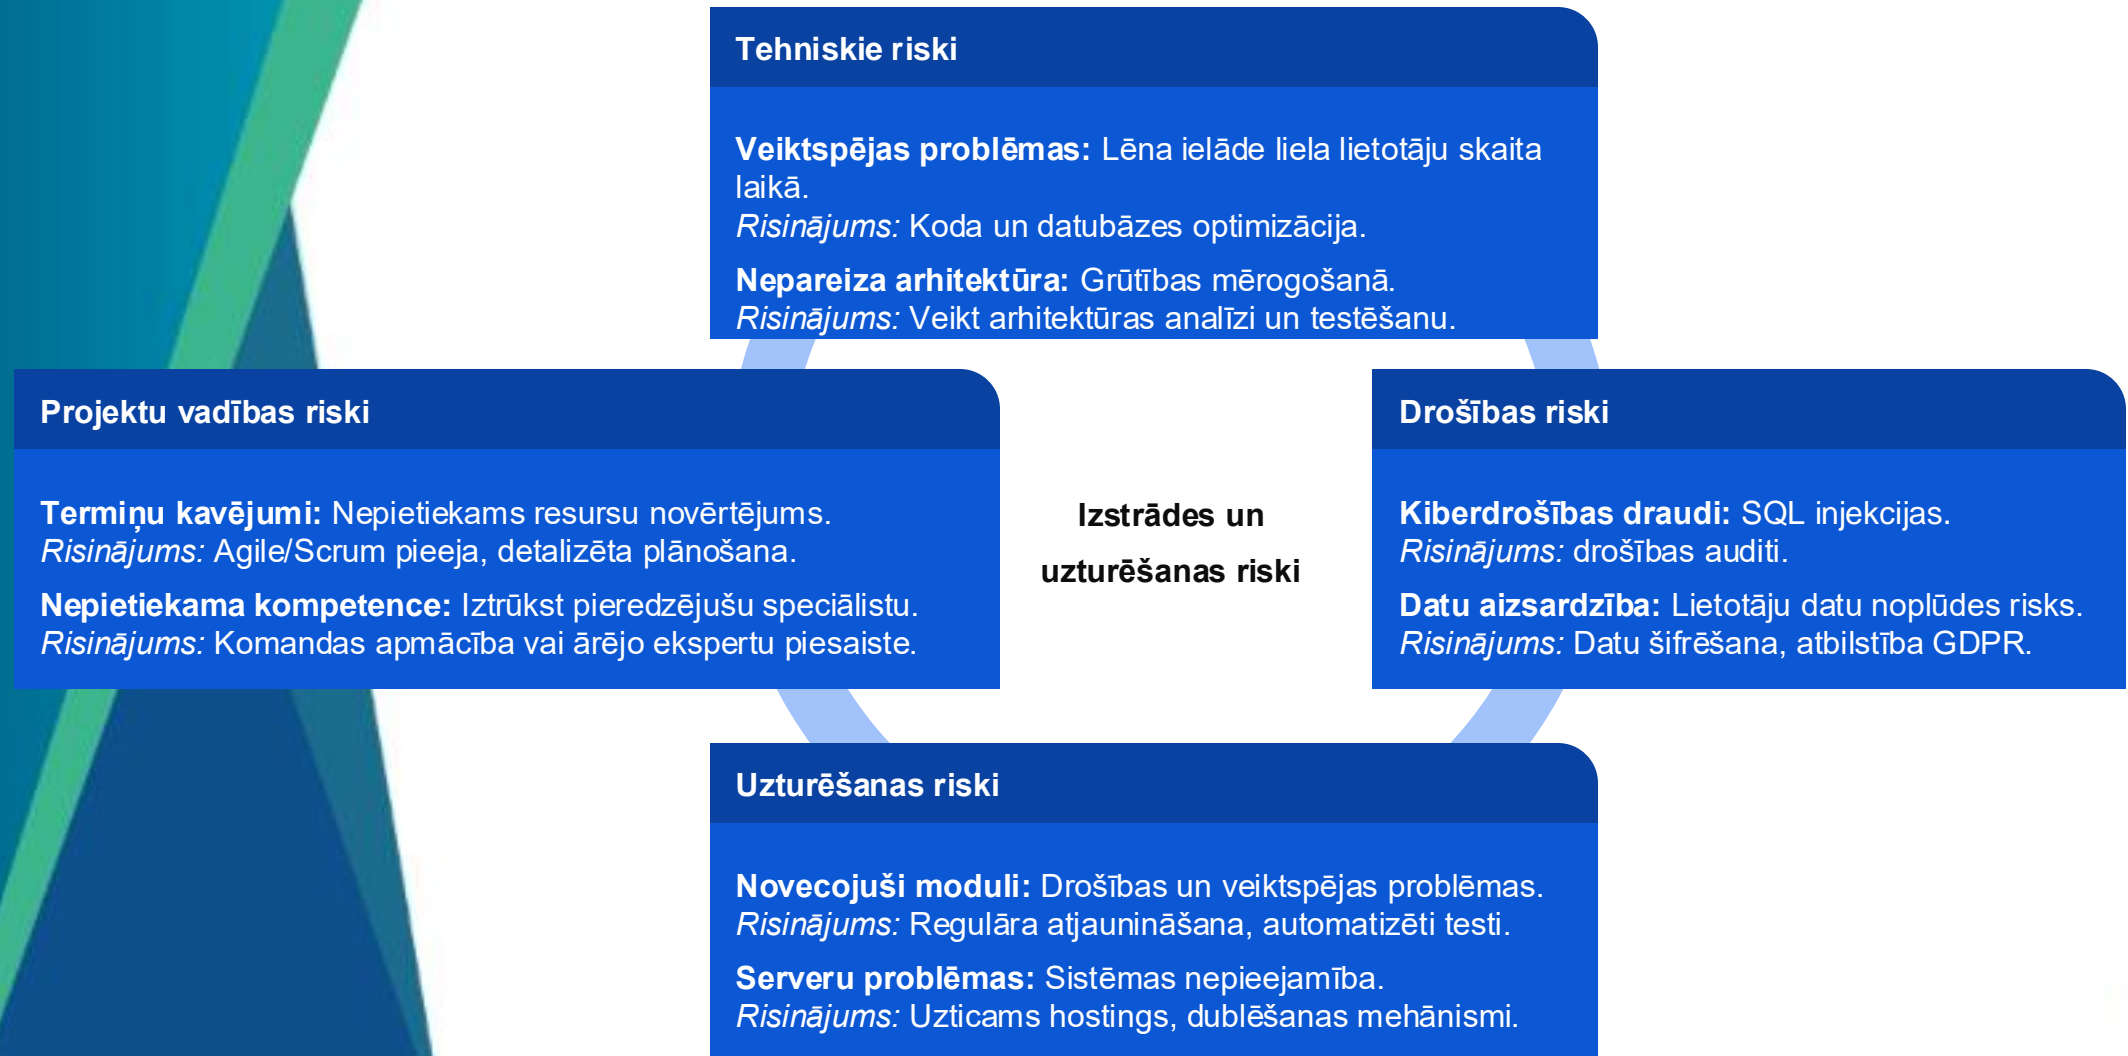 Tehniskie riski
Veiktspējas problēmas: Lēna ielāde liela lietotāju skaita
laikā.
Risinājums: Koda un datubāzes optimizācija.
Nepareiza arhitektūra: Grūtības mērogošanā.
Risinājums: Veikt arhitektūras analīzi un testēšanu.
Projektu vadības riski
Termiņu kavējumi: Nepietiekams resursu novērtējums.
Risinājums: Agile/Scrum pieeja, detalizēta plānošana.
Nepietiekama kompetence: Iztrūkst pieredzējušu speciālistu.
Risinājums: Komandas apmācība vai ārējo ekspertu piesaiste.
Izstrādes un
uzturēšanas riski
Drošības riski
Kiberdrošības draudi: SQL injekcijas.
Risinājums: drošības auditi.
Datu aizsardzība: Lietotāju datu noplūdes risks.
Risinājums: Datu šifrēšana, atbilstība GDPR.
Uzturēšanas riski
Novecojuši moduli: Drošības un veiktspējas problēmas.
Risinājums: Regulāra atjaunināšana, automatizēti testi.
Serveru problēmas: Sistēmas nepieejamība.
Risinājums: Uzticams hostings, dublēšanas mehānismi.